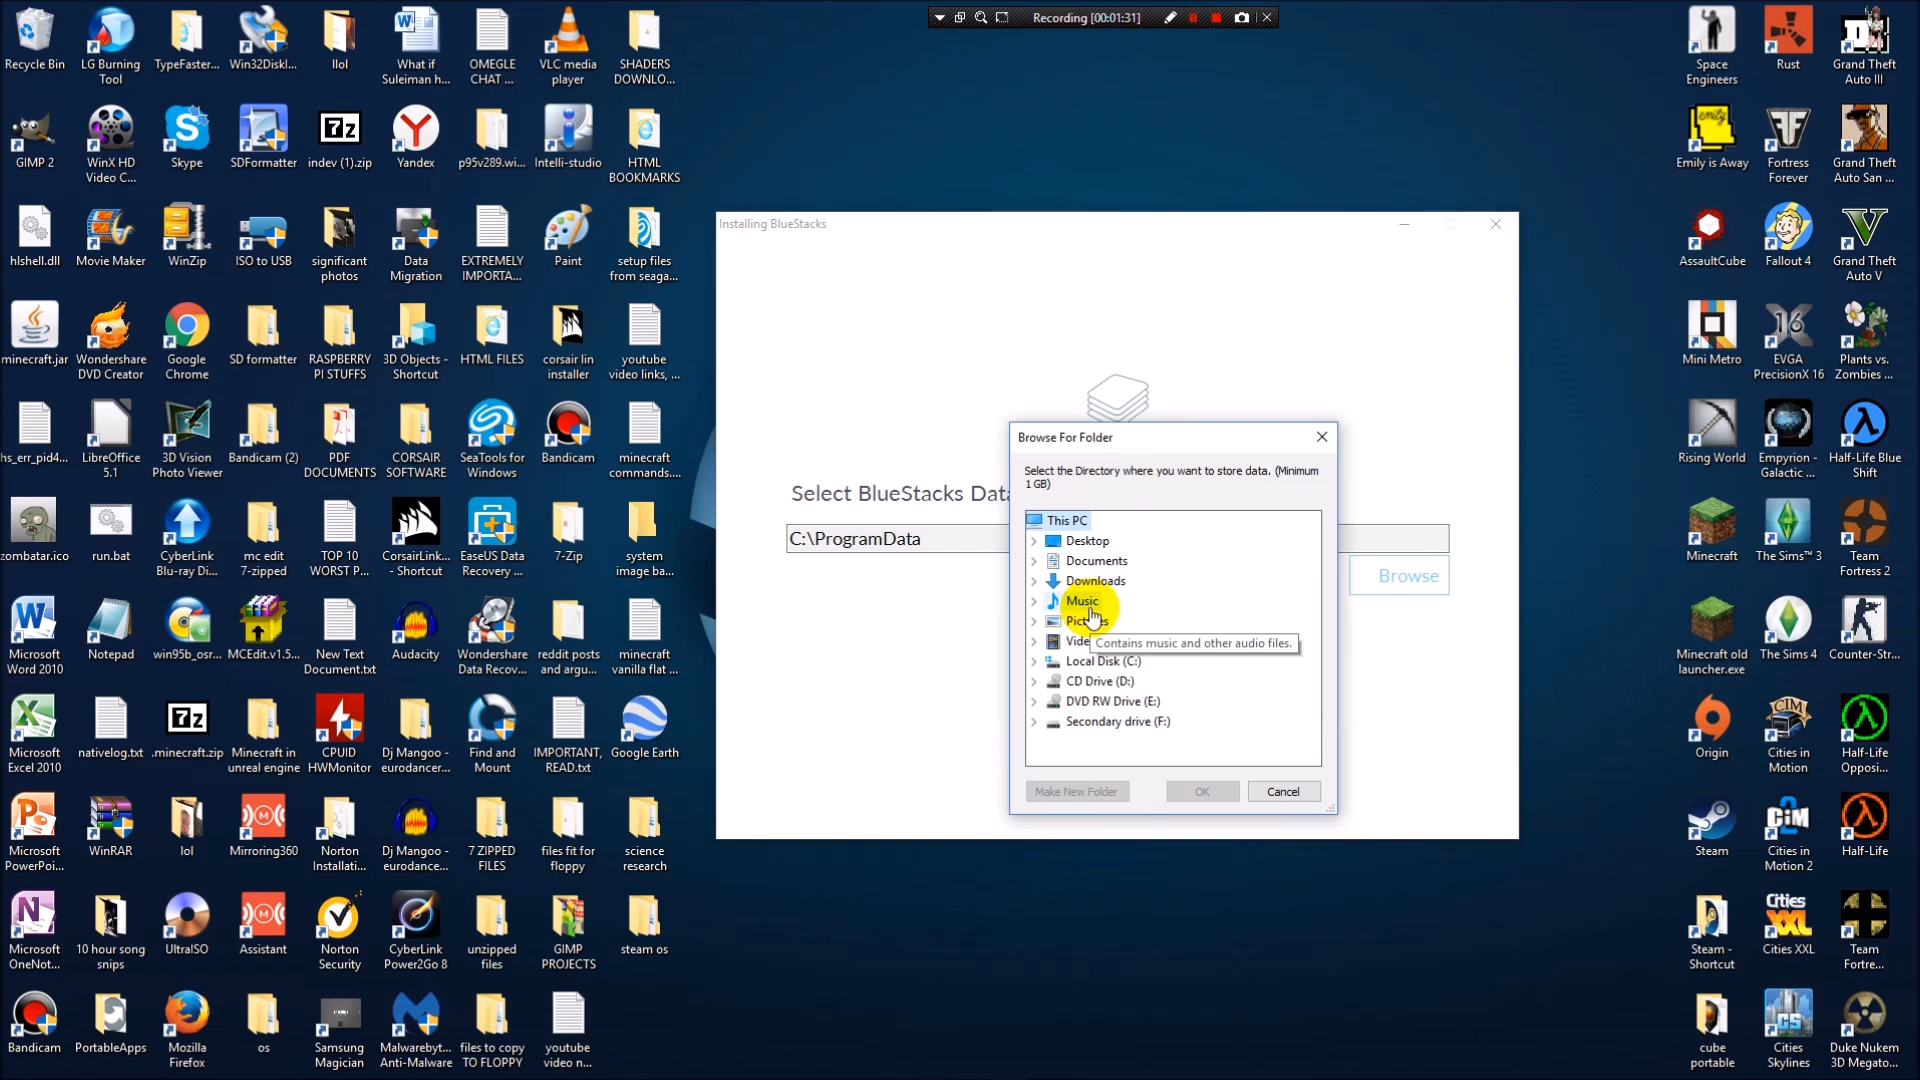 Recording [00:01:31]
Recycle Bin
LG Burning
Tool
TypeFaster...
Win32Diskl...
llol
What if
Suleiman h...
OMEGLE
CHAT ...
VLC media
player
SHADERS
DOWNLO...
GIMP 2
WinX HD
Video C...
Skype
SDFormatter
indev (1).zip
Yandex
p95v289.wi...
Intelli-studio
HTML
BOOKMARKS
hlshell.dll
Movie Maker
WinZip
ISO to USB
significant
photos
Data
Migration
EXTREMELY
IMPORTA...
Paint
setup files
from seaga...
minecraft.jar
Wondershare
DVD Creator
Google
Chrome
SD formatter
RASPBERRY
PI STUFFS
3D Objects -
Shortcut
HTML FILES
corsair lin
installer
youtube
video links, ...
hs_err_pid4...
LibreOffice
5.1
3D Vision
Photo Viewer
Bandicam (2)
PDF
DOCUMENTS
CORSAIR
SOFTWARE
SeaTools for
Windows
Bandicam
minecraft
commands....
zombatar.ico
run.bat
CyberLink
Blu-ray Di...
mc edit
7-zipped
TOP 10
WORST P...
CorsairLink...
- Shortcut
EaseUS Data
Recovery ...
7-Zip
system
image ba...
Microsoft
Word 2010
Notepad
win95b_osr...
MCEdit.v1.5...
New Text
Document.txt
Audacity
Wondershare
Data Recov...
reddit posts
and argu...
minecraft
vanilla flat ...
Microsoft
Excel 2010
nativelog.txt
.minecraft.zip
Minecraft in
unreal engine
CPUID
HWMonitor
Dj Mangoo -
eurodancer...
Find and
Mount
IMPORTANT,
READ.txt
Google Earth
Microsoft
PowerPoi...
WinRAR
lol
Mirroring360
Norton
Installati...
Dj Mangoo -
eurodance...
7 ZIPPED
FILES
files fit for
floppy
science
research
Microsoft
OneNot...
10 hour song
snips
UltraISO
Assistant
Norton
Security
CyberLink
Power2Go 8
unzipped
files
GIMP
PROJECTS
steam os
Bandicam
PortableApps
Mozilla
Firefox
os
Samsung
Magician
Malwarebyt...
Anti-Malware
files to copy
TO FLOPPY
youtube
video n...
Installing BlueStacks
Select BlueStacks Dat
C:\ProgramData
Browse
Browse For Folder
Select the Directory where you want to store data. (Minimum
1 GB)
This PC
Desktop
Documents
Downloads
Music
Pictures
Vide
Contains music and other audio files.
Local Disk (C:)
CD Drive (D:)
DVD RW Drive (E:)
Secondary drive (F:)
Make New Folder
OK
Cancel
Space
Engineers
Rust
Grand Theft
Auto III
Emily is Away
Fortress
Forever
Grand Theft
Auto San ...
AssaultCube
Fallout 4
Grand Theft
Auto V
Mini Metro
EVGA
PrecisionX 16
Plants vs.
Zombies ...
Rising World
Empyrion -
Galactic ...
Half-Life Blue
Shift
Minecraft
The Sims™ 3
Team
Fortress 2
Minecraft old
launcher.exe
The Sims 4
Counter-Str...
Origin
Cities in
Motion
Half-Life
Opposi...
Steam
Cities in
Motion 2
Half-Life
Steam -
Shortcut
Cities XXL
Team
Fortre...
cube
portable
Cities
Skylines
Duke Nukem
3D Megato...